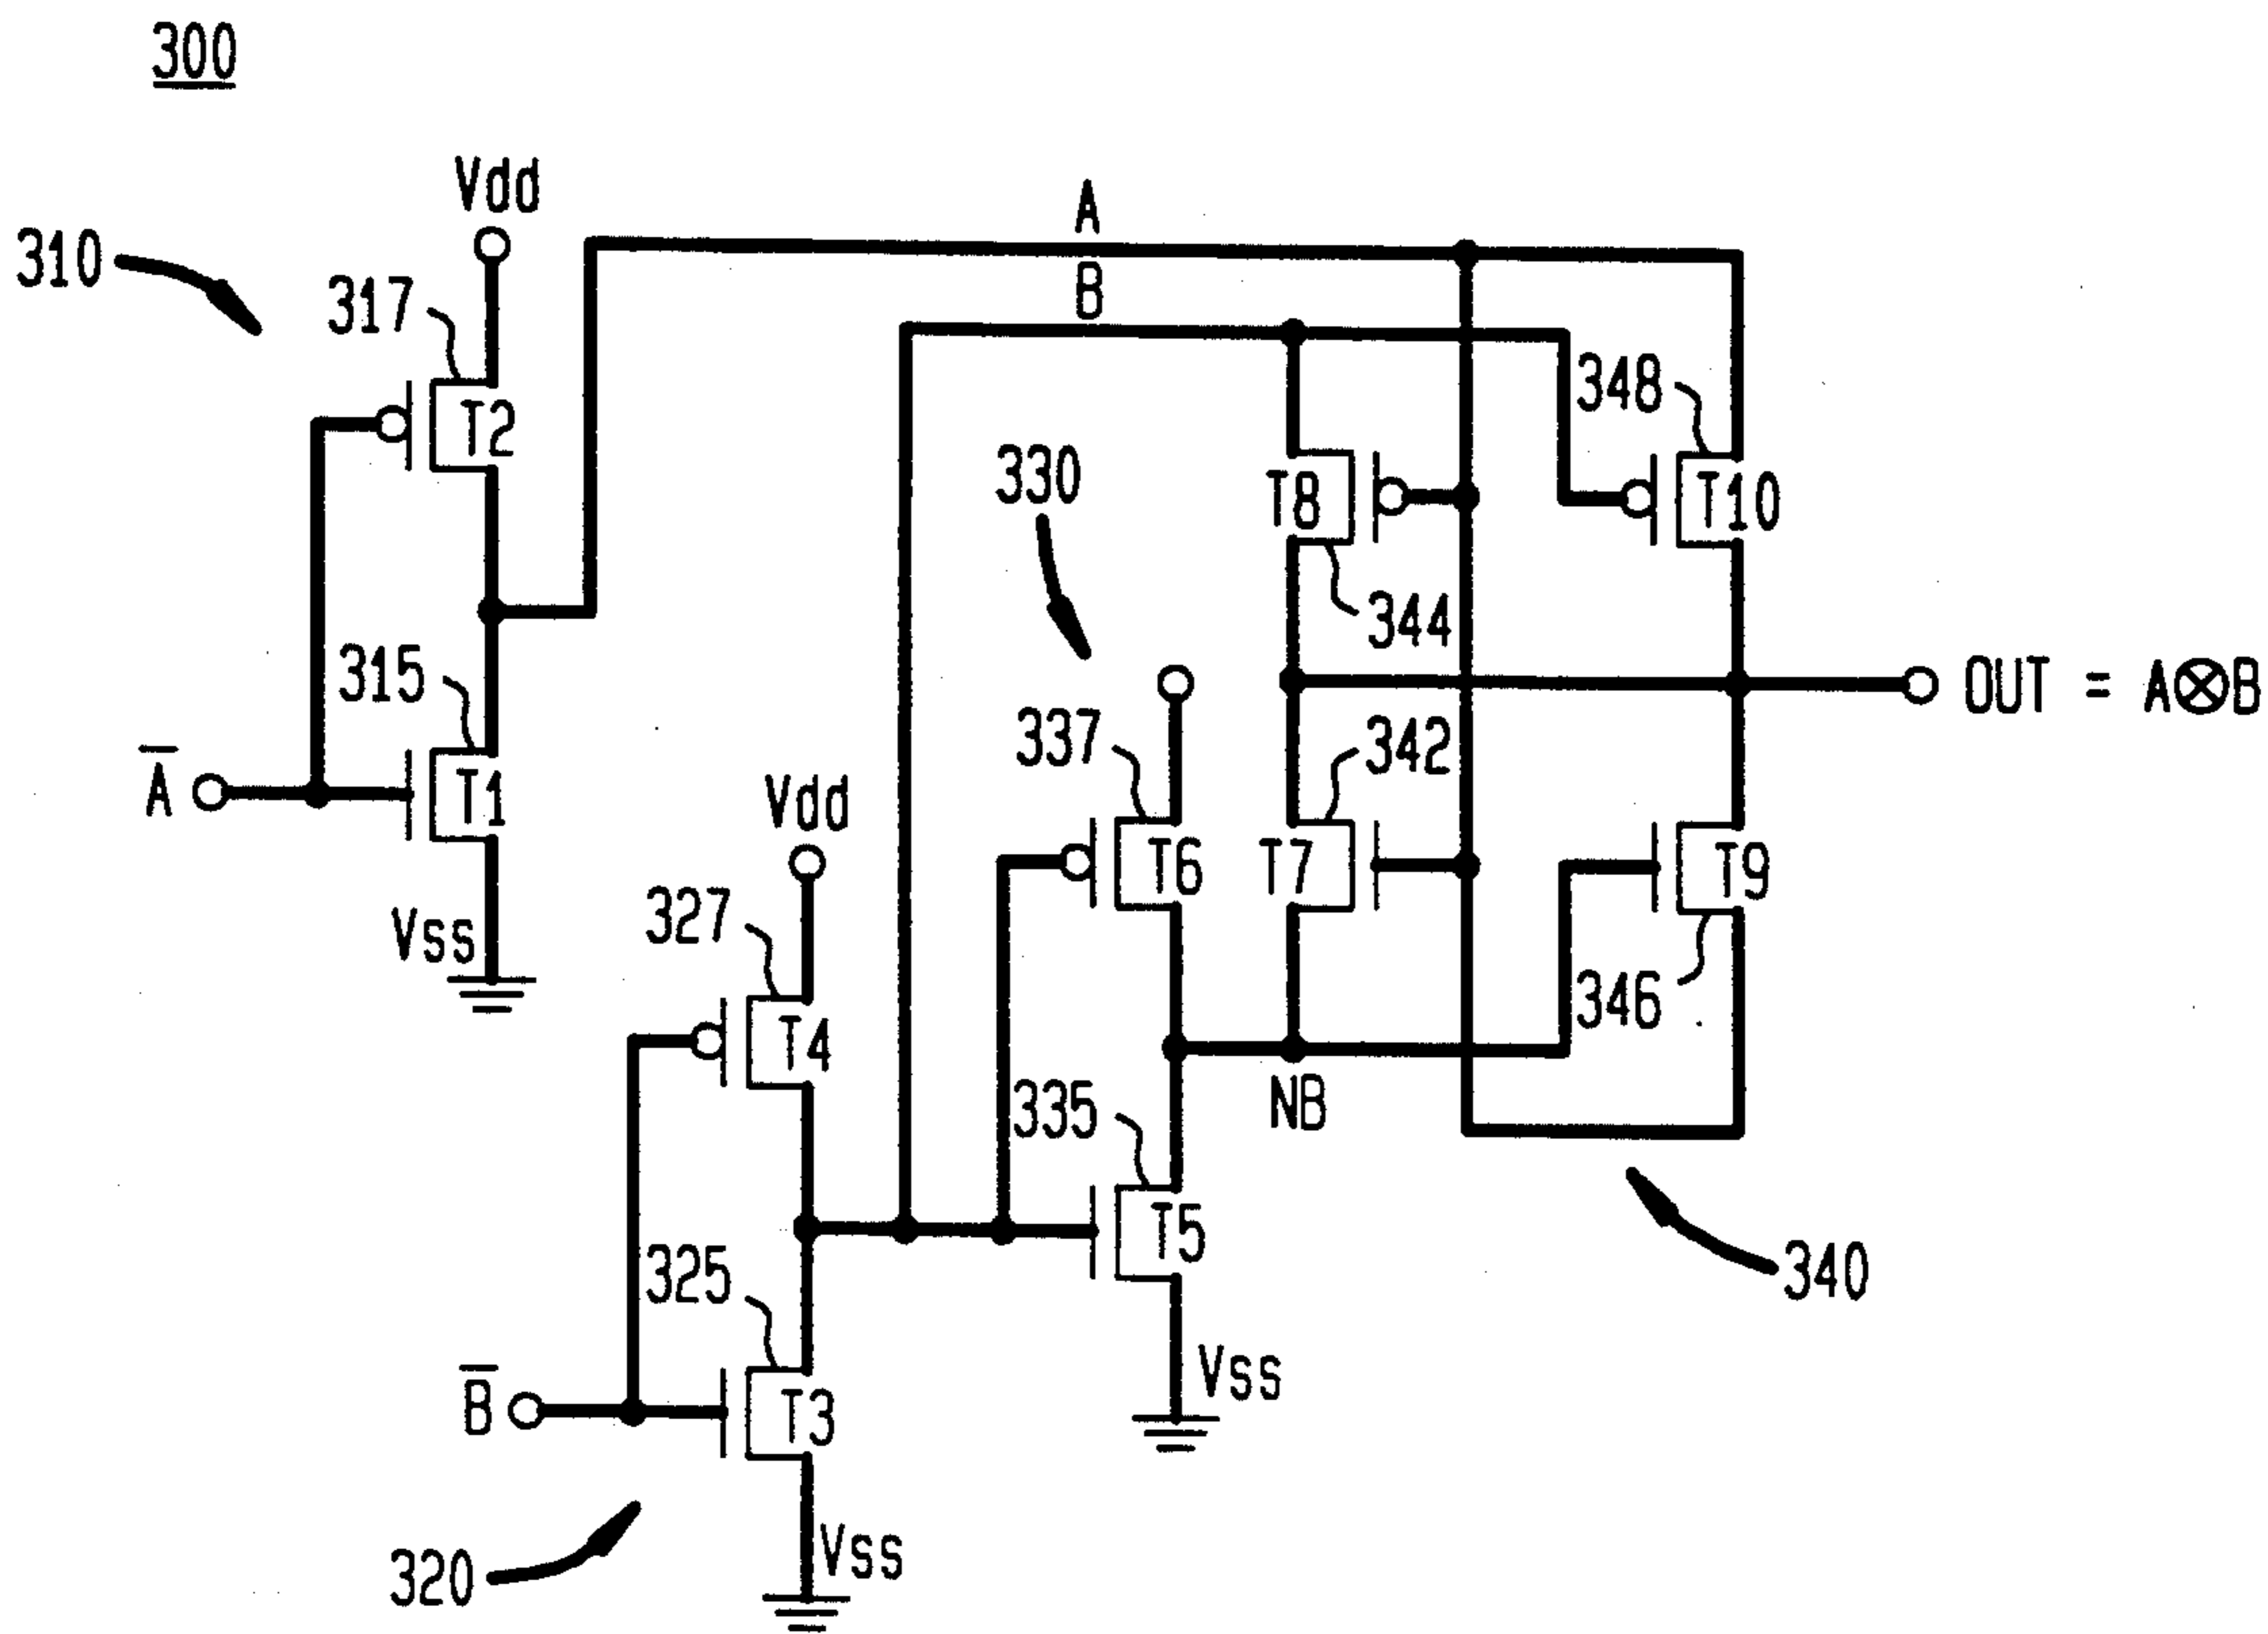 300
Vdd
A
310
317
B
T2
348
330
T8
T10
344
315
OUT = A⊗B
337
342
A̅
T1
Vdd
T6
T7
T9
327
Vss
346
T4
335
NB
T5
325
340
B̅
T3
Vss
320
Vss